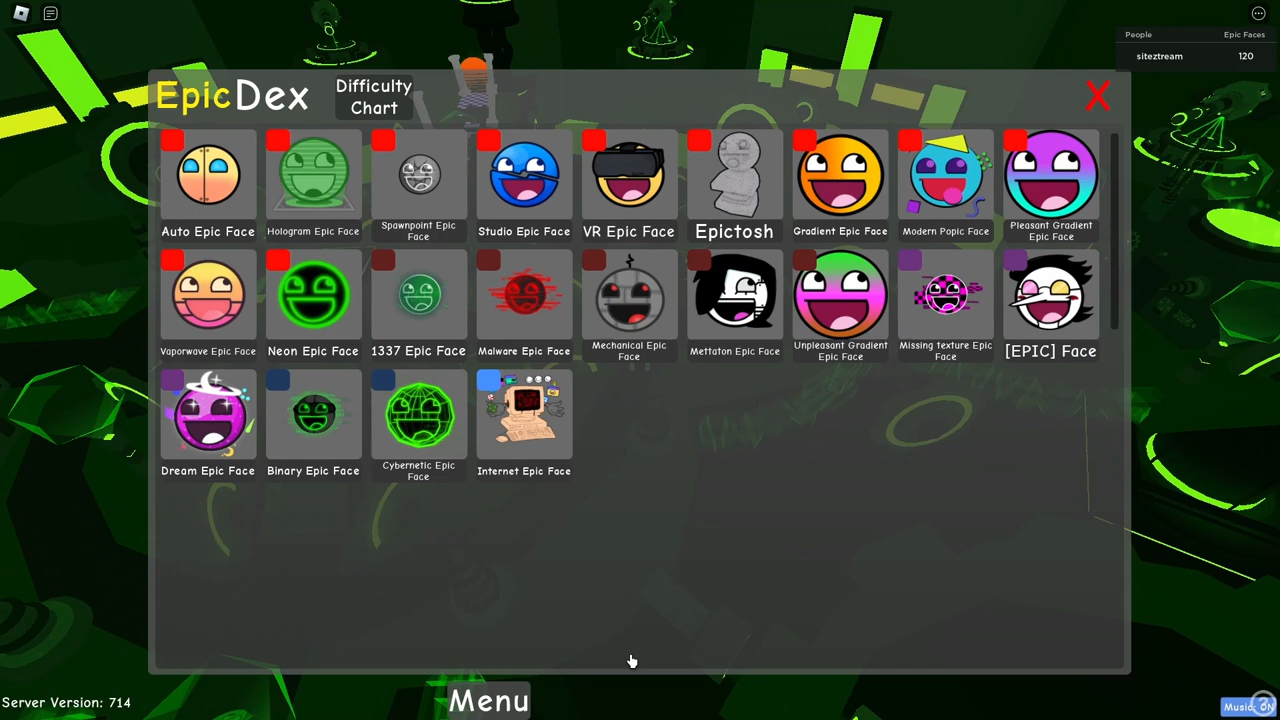 People Epic Faces
siteztream 120
EpicDex
Difficulty
Chart
X
Auto Epic Face
Hologram Epic Face
Spawnpoint Epic
Face
Studio Epic Face
VR Epic Face
Epictosh
Gradient Epic Face
Modern Popic Face
Pleasant Gradient
Epic Face
Vaporwave Epic Face
Neon Epic Face
1337 Epic Face
Malware Epic Face
Mechanical Epic
Face
Mettaton Epic Face
Unpleasant Gradient
Epic Face
Missing texture Epic
Face
[EPIC] Face
Dream Epic Face
Binary Epic Face
Cybernetic Epic
Face
Internet Epic Face
Server Version: 714
Menu
Music: ON
?